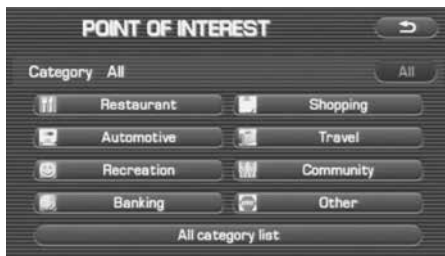 POINT OF INTEREST
Category All All
Restaurant Shopping
Automotive Travel
Recreation Community
Banking Other
All category list